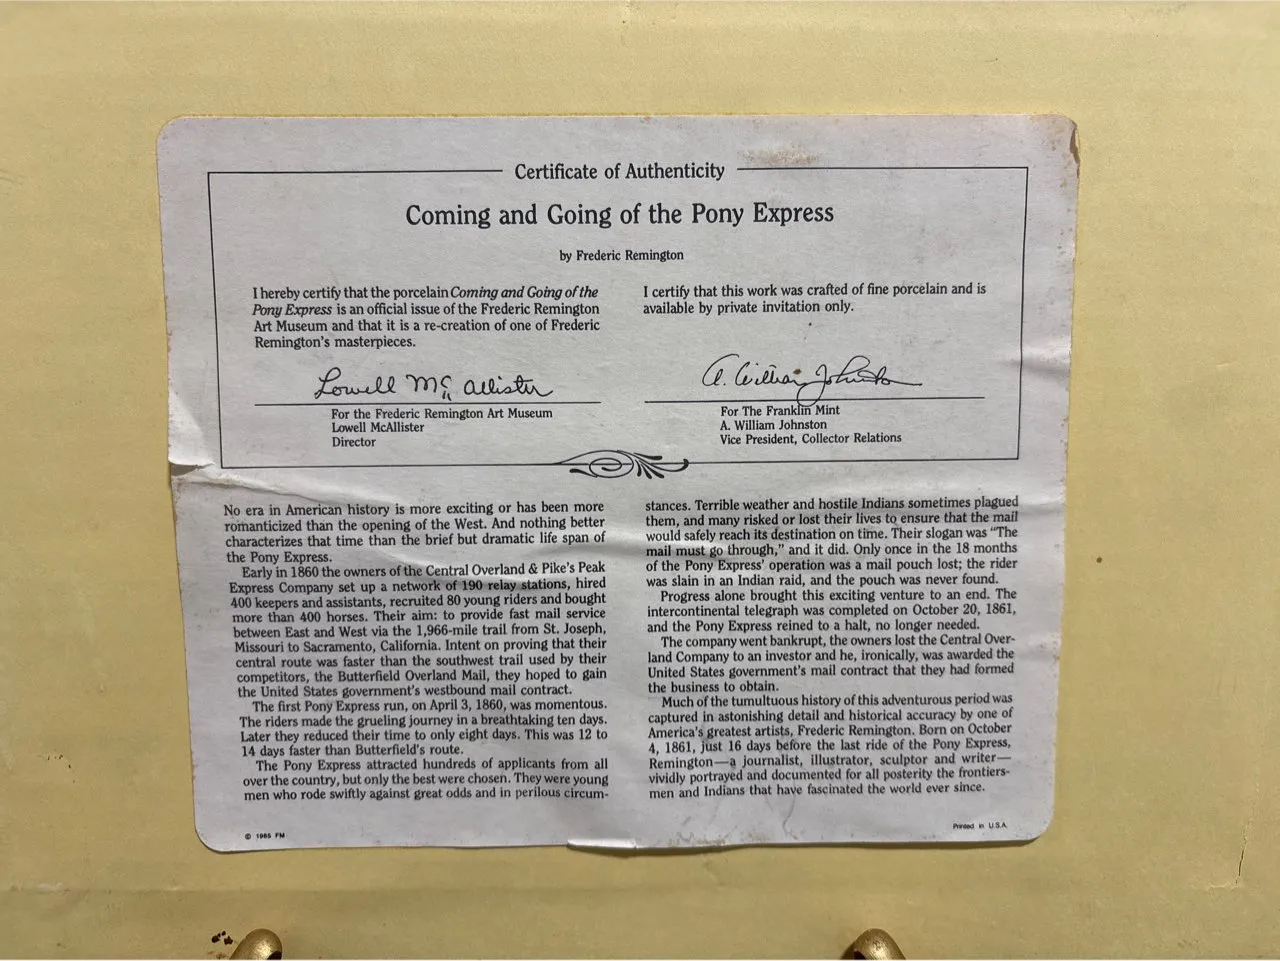 Certificate of Authenticity
Coming and Going of the Pony Express
by Frederic Remington
I hereby certify that the porcelain Coming and Going of the
Pony Express is an official issue of the Frederic Remington
Art Museum and that it is a re-creation of one of Frederic
Remington's masterpieces.
Lowell McAllister
For the Frederic Remington Art Museum
Lowell McAllister
Director
I certify that this work was crafted of fine porcelain and is
available by private invitation only.
A. William Johnston
For The Franklin Mint
A. William Johnston
Vice President, Collector Relations
No era in American history is more exciting or has been more
romanticized than the opening of the West. And nothing better
characterizes that time than the brief but dramatic life span of
the Pony Express.
Early in 1860 the owners of the Central Overland & Pike's Peak
Express Company set up a network of 190 relay stations, hired
400 keepers and assistants, recruited 80 young riders and bought
more than 400 horses. Their aim: to provide fast mail service
between East and West via the 1,966-mile trail from St. Joseph,
Missouri to Sacramento, California. Intent on proving that their
central route was faster than the southwest trail used by their
competitors, the Butterfield Overland Mail, they hoped to gain
the United States government's westbound mail contract.
The first Pony Express run, on April 3, 1860, was momentous.
The riders made the grueling journey in a breathtaking ten days.
Later they reduced their time to only eight days. This was 12 to
14 days faster than Butterfield's route.
The Pony Express attracted hundreds of applicants from all
over the country, but only the best were chosen. They were young
men who rode swiftly against great odds and in perilous circum-
stances. Terrible weather and hostile Indians sometimes plagued
them, and many risked or lost their lives to ensure that the mail
would safely reach its destination on time. Their slogan was "The
mail must go through," and it did. Only once in the 18 months
of the Pony Express' operation was a mail pouch lost; the rider
was slain in an Indian raid, and the pouch was never found.
Progress alone brought this exciting venture to an end. The
intercontinental telegraph was completed on October 20, 1861,
and the Pony Express reined to a halt, no longer needed.
The company went bankrupt, the owners lost the Central Over-
land Company to an investor and he, ironically, was awarded the
United States government's mail contract that they had formed
the business to obtain.
Much of the tumultuous history of this adventurous period was
captured in astonishing detail and historical accuracy by one of
America's greatest artists, Frederic Remington. Born on October
4, 1861, just 16 days before the last ride of the Pony Express,
Remington—a journalist, illustrator, sculptor and writer—
vividly portrayed and documented for all posterity the frontiers-
men and Indians that have fascinated the world ever since.
© 1985 FM
Printed in U.S.A.